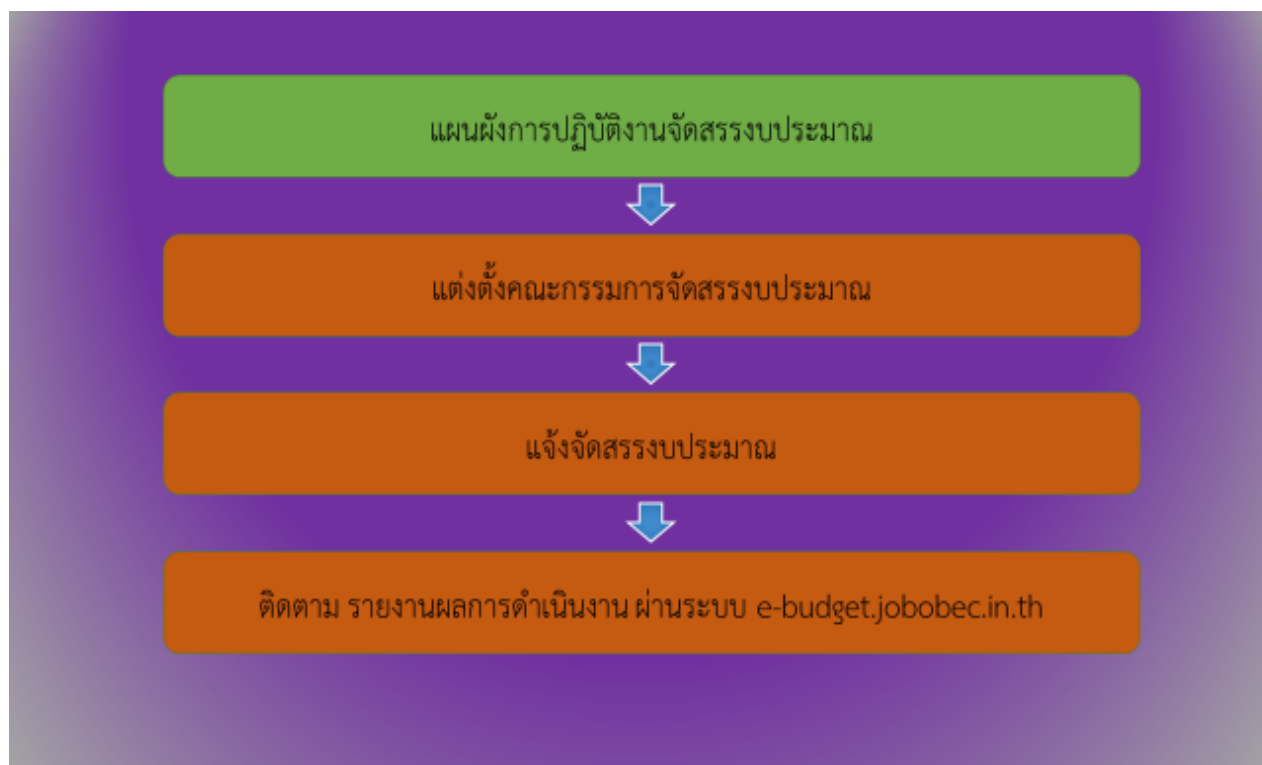 แผนผังการปฏิบัติงานจัดสรรงบประมาณ
แต่งตั้งคณะกรรมการจัดสรรงบประมาณ
แจ้งจัดสรรงบประมาณ
ติดตาม รายงานผลการดำเนินงาน ผ่านระบบ e-budget.jobobec.in.th